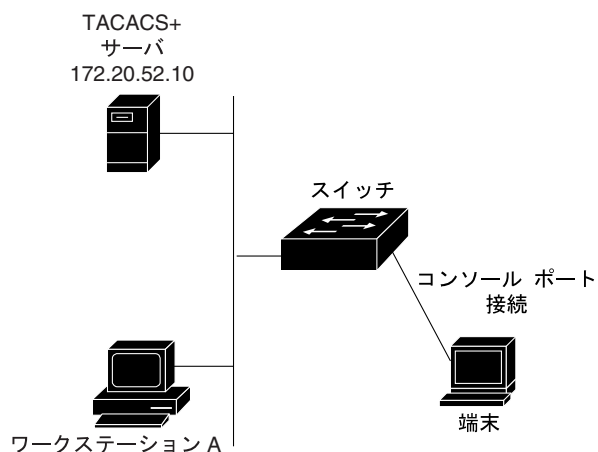 TACACS+
サーバ
172.20.52.10
スイッチ
コンソール ポート
接続
端末
ワークステーション A